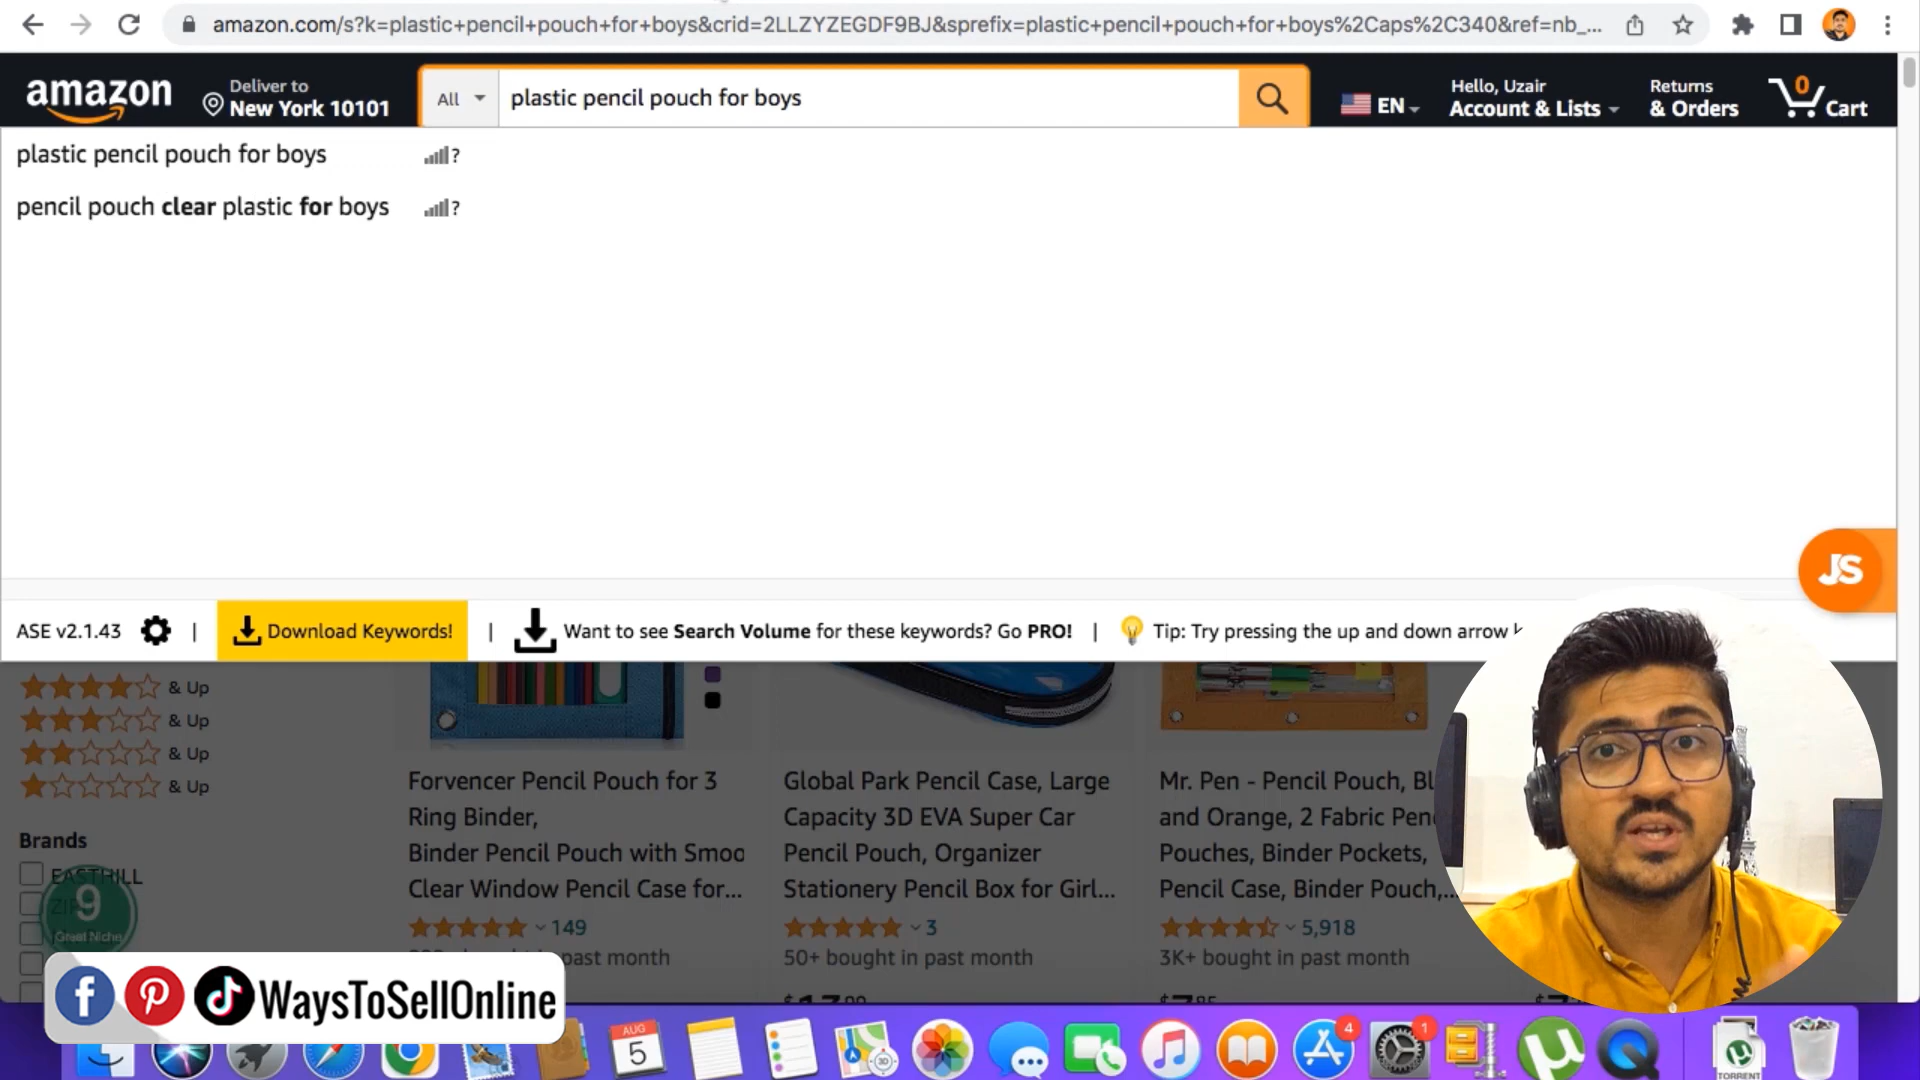 amazon.com/s?k=plastic+pencil+pouch+for+boys&crid=2LLZYZEGDF9BJ&sprefix=plastic+pencil+pouch+for+boys%2Caps%2C340&ref=nb_...
amazon
Deliver to
New York 10101
All
plastic pencil pouch for boys
EN
Hello, Uzair
Account & Lists
Returns
& Orders
0
Cart
plastic pencil pouch for boys ?
pencil pouch clear plastic for boys ?
JS
ASE v2.1.43 | Download Keywords! | Want to see Search Volume for these keywords? Go PRO! | Tip: Try pressing the up and down arrow
& Up
& Up
& Up
& Up
Brands
EASTHILL
9
Great Niche
Forvencer Pencil Pouch for 3
Ring Binder,
Binder Pencil Pouch with Smoo
Clear Window Pencil Case for...
149
past month
Global Park Pencil Case, Large
Capacity 3D EVA Super Car
Pencil Pouch, Organizer
Stationery Pencil Box for Girl...
3
50+ bought in past month
Mr. Pen - Pencil Pouch, Bl
and Orange, 2 Fabric Pen
Pouches, Binder Pockets,
Pencil Case, Binder Pouch,...
5,918
3K+ bought in past month
WaysToSellOnline
AUG
5
3D
4
1
TORRENT